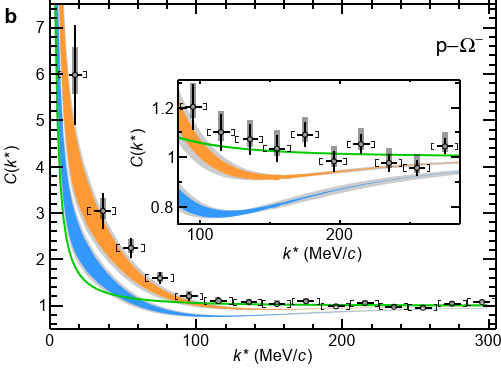 b
p–Ω⁻
C(k*)
7
6
5
4
3
2
1
0
100
200
300
k* (MeV/c)
C(k*)
1.2
1
0.8
100
200
k* (MeV/c)